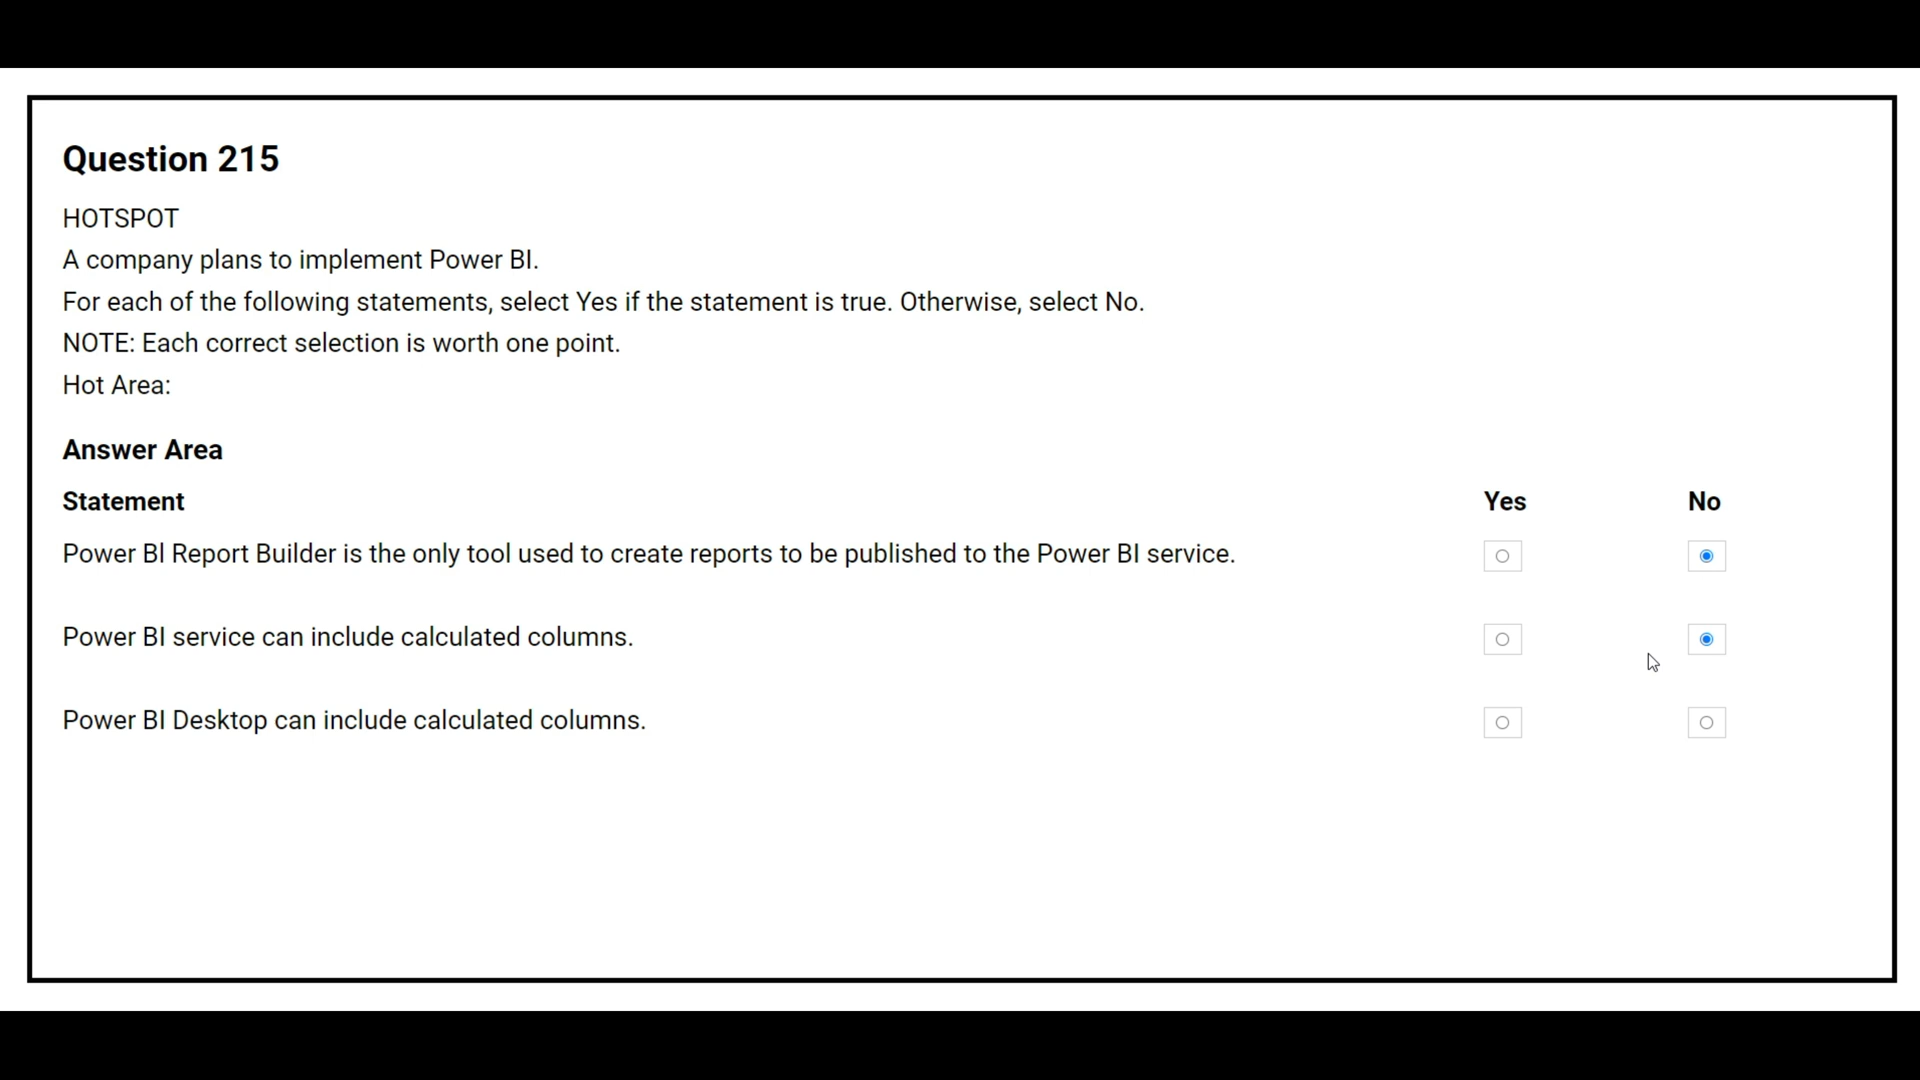 Question 215
HOTSPOT
A company plans to implement Power BI.
For each of the following statements, select Yes if the statement is true. Otherwise, select No.
NOTE: Each correct selection is worth one point.
Hot Area:
Answer Area
Statement Yes No
Power Bl Report Builder is the only tool used to create reports to be published to the Power BI service.
Power BI service can include calculated columns.
Power BI Desktop can include calculated columns.